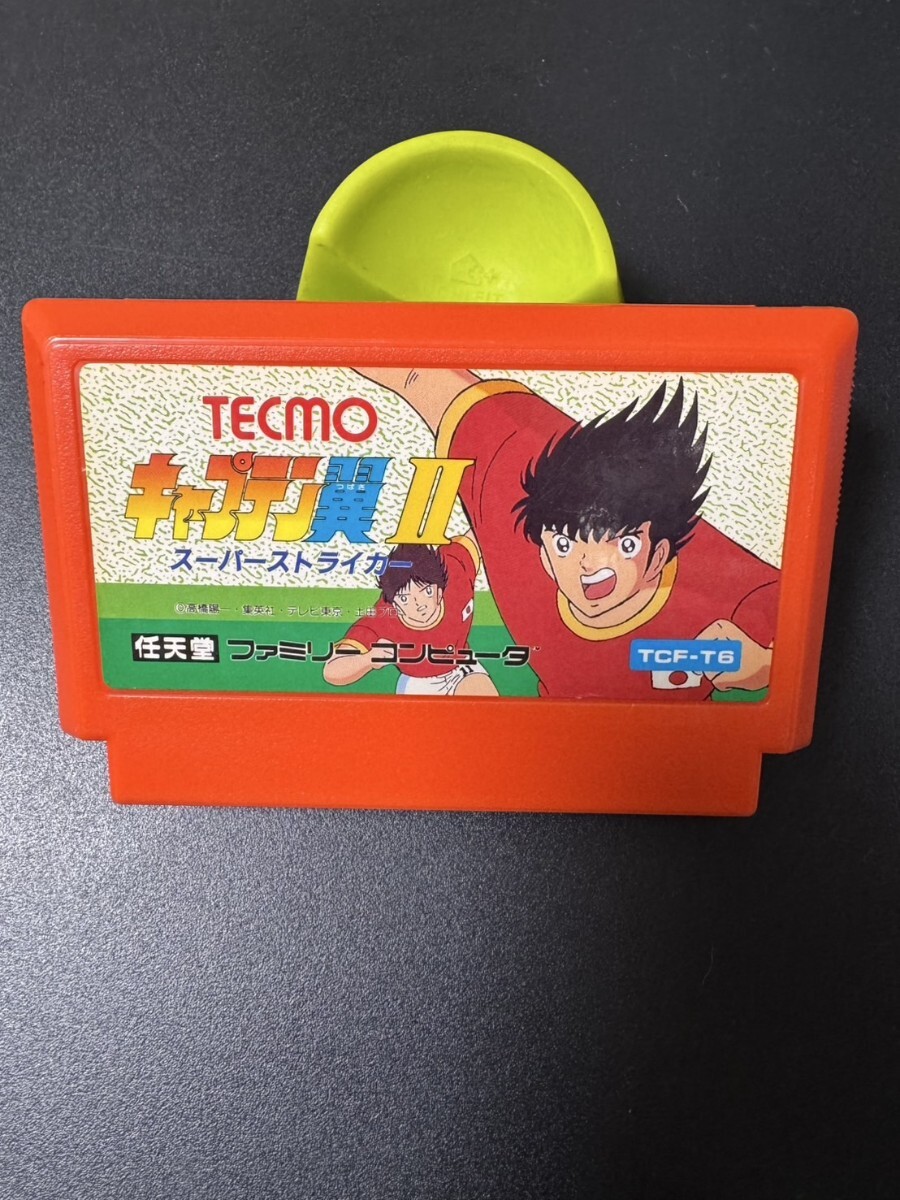 TECMO
キャプテン翼 II
つばさ
スーパーストライカー
©高橋陽一・集英社・テレビ東京・土田プロ
任天堂 ファミリーコンピュータ
TCF-T6